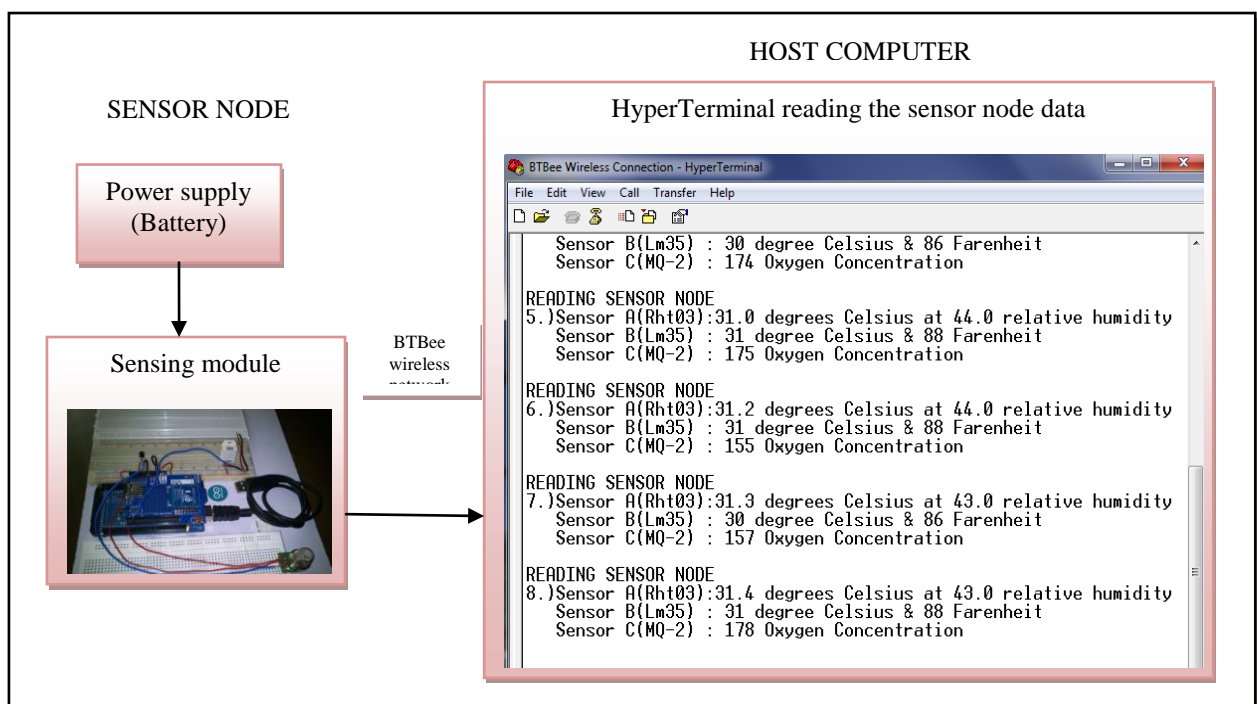 HOST COMPUTER
SENSOR NODE
HyperTerminal reading the sensor node data
Power supply
(Battery)
Sensing module
BTBee
wireless
network
BTBee Wireless Connection - HyperTerminal
File Edit View Call Transfer Help
Sensor B(Lm35) : 30 degree Celsius & 86 Farenheit
Sensor C(MQ-2) : 174 Oxygen Concentration
READING SENSOR NODE
5.)Sensor A(Rht03):31.0 degrees Celsius at 44.0 relative humidity
Sensor B(Lm35) : 31 degree Celsius & 88 Farenheit
Sensor C(MQ-2) : 175 Oxygen Concentration
READING SENSOR NODE
6.)Sensor A(Rht03):31.2 degrees Celsius at 44.0 relative humidity
Sensor B(Lm35) : 31 degree Celsius & 88 Farenheit
Sensor C(MQ-2) : 155 Oxygen Concentration
READING SENSOR NODE
7.)Sensor A(Rht03):31.3 degrees Celsius at 43.0 relative humidity
Sensor B(Lm35) : 30 degree Celsius & 86 Farenheit
Sensor C(MQ-2) : 157 Oxygen Concentration
READING SENSOR NODE
8.)Sensor A(Rht03):31.4 degrees Celsius at 43.0 relative humidity
Sensor B(Lm35) : 31 degree Celsius & 88 Farenheit
Sensor C(MQ-2) : 178 Oxygen Concentration